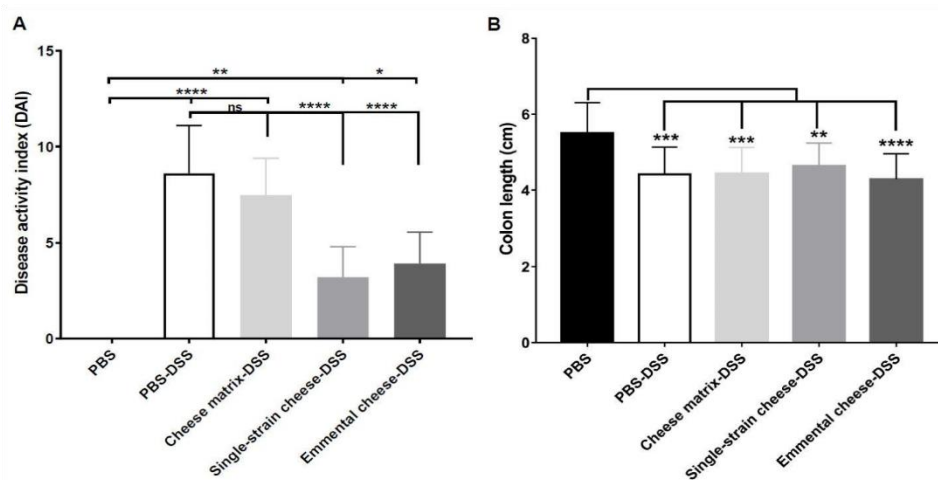 A
Disease activity index (DAI)
15
10
5
0
**
*
****
ns
****
****
PBS
PBS-DSS
Cheese matrix-DSS
Single-strain cheese-DSS
Emmental cheese-DSS
B
Colon length (cm)
8
6
4
2
0
***
***
**
****
PBS
PBS-DSS
Cheese matrix-DSS
Single-strain cheese-DSS
Emmental cheese-DSS